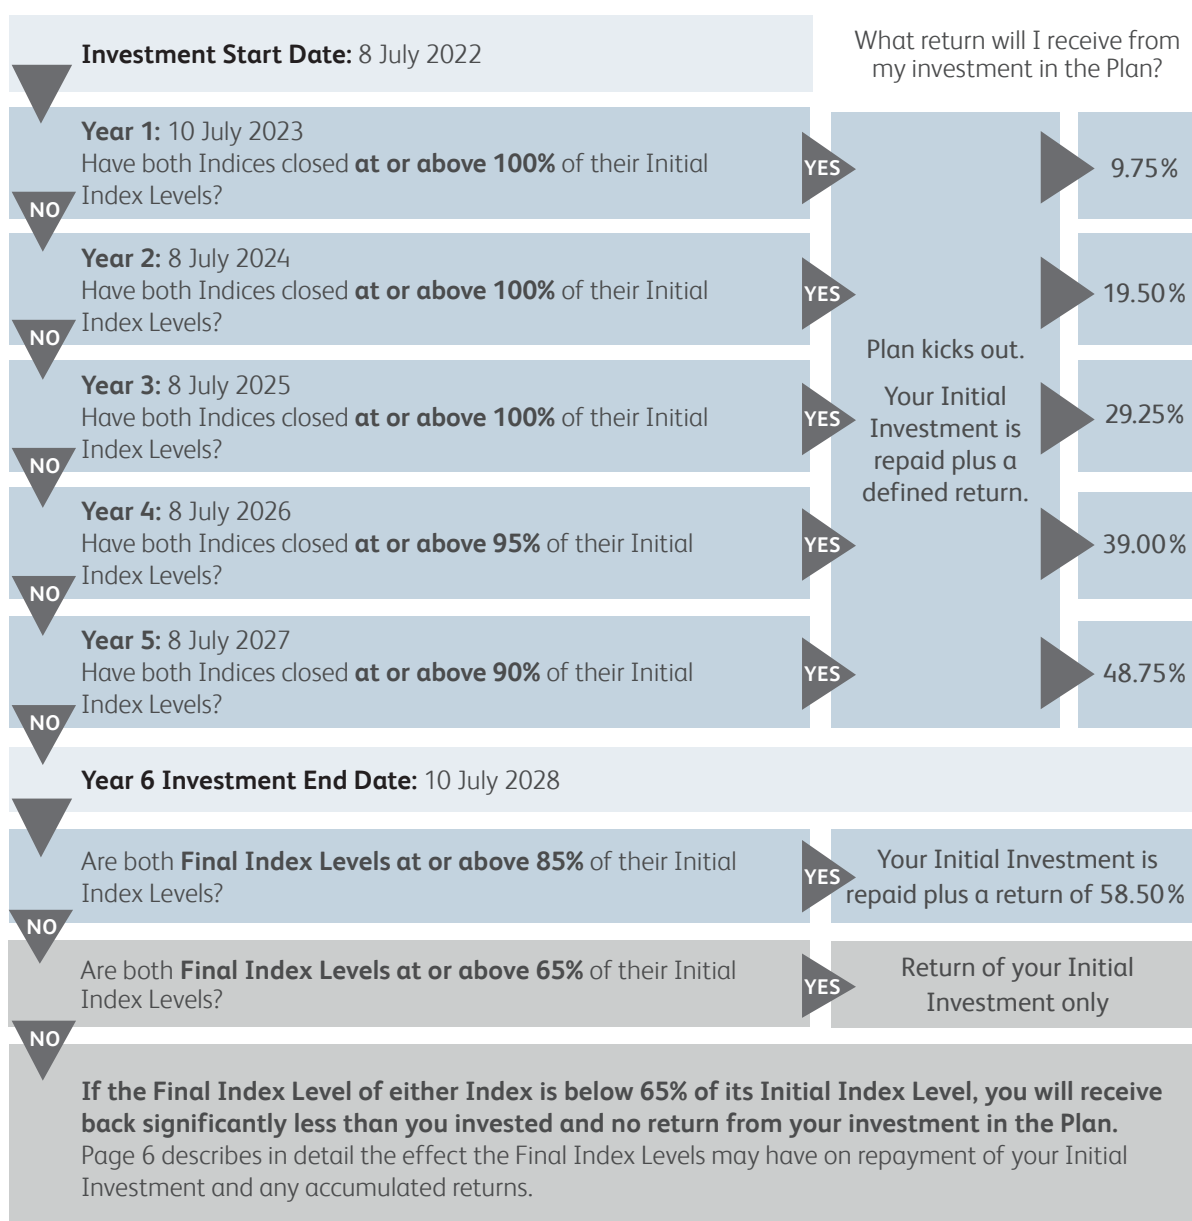 Investment Start Date: 8 July 2022
What return will I receive from
my investment in the Plan?
Year 1: 10 July 2023
Have both Indices closed at or above 100% of their Initial
Index Levels?
YES
9.75%
NO
Year 2: 8 July 2024
Have both Indices closed at or above 100% of their Initial
Index Levels?
YES
19.50%
NO
Plan kicks out.
Your Initial
Investment is
repaid plus a
defined return.
Year 3: 8 July 2025
Have both Indices closed at or above 100% of their Initial
Index Levels?
YES
29.25%
NO
Year 4: 8 July 2026
Have both Indices closed at or above 95% of their Initial
Index Levels?
YES
39.00%
NO
Year 5: 8 July 2027
Have both Indices closed at or above 90% of their Initial
Index Levels?
YES
48.75%
NO
Year 6 Investment End Date: 10 July 2028
Are both Final Index Levels at or above 85% of their Initial
Index Levels?
YES
Your Initial Investment is
repaid plus a return of 58.50%
NO
Are both Final Index Levels at or above 65% of their Initial
Index Levels?
YES
Return of your Initial
Investment only
NO
If the Final Index Level of either Index is below 65% of its Initial Index Level, you will receive
back significantly less than you invested and no return from your investment in the Plan.
Page 6 describes in detail the effect the Final Index Levels may have on repayment of your Initial
Investment and any accumulated returns.